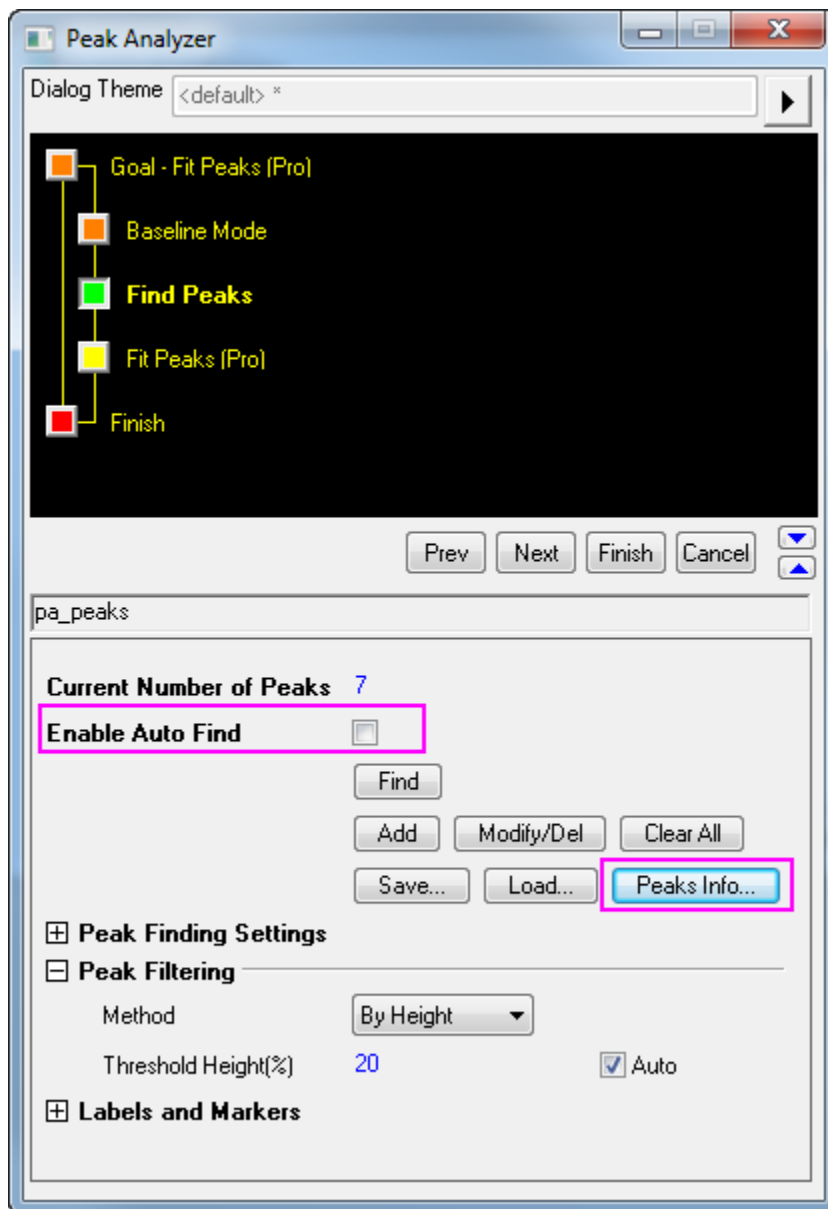 Peak Analyzer
Dialog Theme <default> *
Goal - Fit Peaks (Pro)
Baseline Mode
Find Peaks
Fit Peaks (Pro)
Finish
Prev Next Finish Cancel
pa_peaks
Current Number of Peaks 7
Enable Auto Find
Find
Add Modify/Del Clear All
Save... Load... Peaks Info...
Peak Finding Settings
Peak Filtering
Method By Height
Threshold Height(%) 20 Auto
Labels and Markers